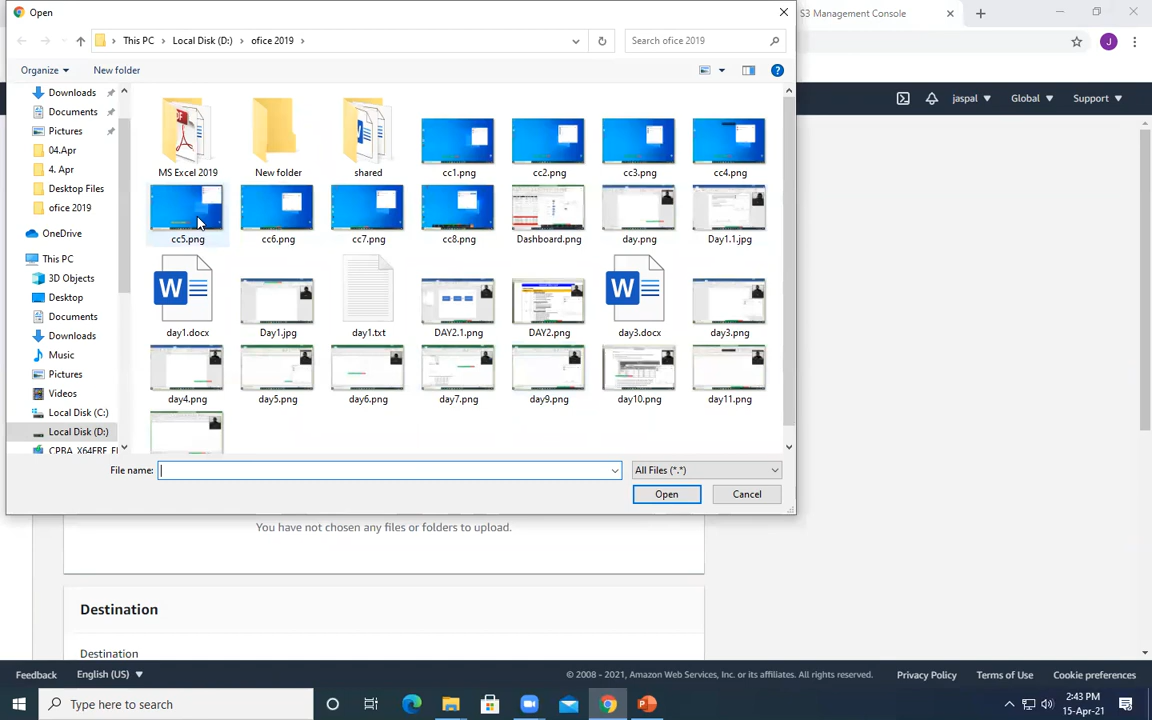 Open
S3 Management Console
This PC
Local Disk (D:)
ofice 2019
Search ofice 2019
Organize
New folder
jaspal
Global
Support
Downloads
Documents
Pictures
04.Apr
4. Apr
Desktop Files
ofice 2019
OneDrive
This PC
3D Objects
Desktop
Documents
Downloads
Music
Pictures
Videos
Local Disk (C:)
Local Disk (D:)
CPBA_X64FRE_EI
MS Excel 2019
New folder
shared
cc1.png
cc2.png
cc3.png
cc4.png
cc5.png
cc6.png
cc7.png
cc8.png
Dashboard.png
day.png
Day1.1.jpg
day1.docx
Day1.jpg
day1.txt
DAY2.1.png
DAY2.png
day3.docx
day3.png
day4.png
day5.png
day6.png
day7.png
day9.png
day10.png
day11.png
File name:
All Files (*.*)
Open
Cancel
You have not chosen any files or folders to upload.
Destination
Destination
Feedback
English (US)
© 2008 - 2021, Amazon Web Services, Inc. or its affiliates. All rights reserved.
Privacy Policy
Terms of Use
Cookie preferences
Type here to search
2:43 PM
15-Apr-21